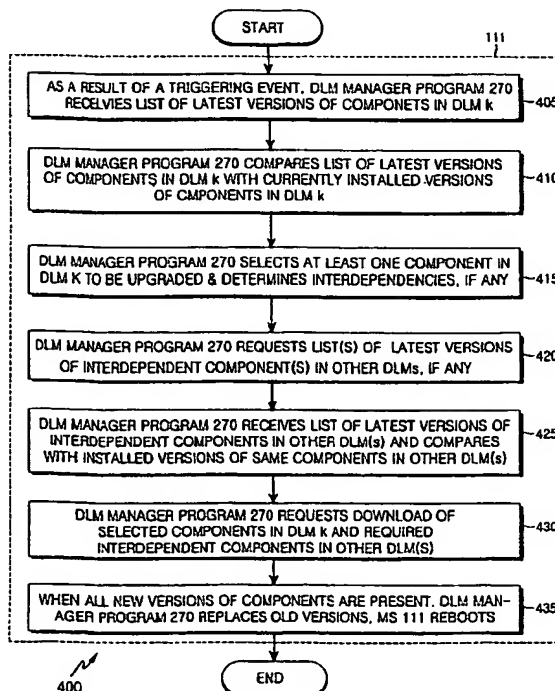 START
111
AS A RESULT OF A TRIGGERING EVENT, DLM MANAGER PROGRAM 270
RECELVIES LIST OF LATEST VERSIONS OF COMPONETS IN DLM k
405
DLM MANAGER PROGRAM 270 COMPARES LIST OF LATEST VERSIONS
OF COMPONENTS IN DLM k WITH CURRENTLY INSTALLED VERSIONS
OF CMPONENTS IN DLM k
410
DLM MANAGER PROGRAM 270 SELECTS AT LEAST ONE COMPONENT IN
DLM K TO BE UPGRADED & DETERMINES INTERDEPENDENCIES, IF ANY
415
DLM MANAGER PROGRAM 270 REQUESTS LIST(S) OF LATEST VERSIONS
OF INTERDEPENDENT COMPONENT(S) IN OTHER DLMs, IF ANY
420
DLM MANAGER PROGRAM 270 RECEIVES LIST OF LATEST VERSIONS OF
INTERDEPENDENT COMPONENTS IN OTHER DLM(s) AND COMPARES
WITH INSTALLED VERSIONS OF SAME COMPONENTS IN OTHER DLM(s)
425
DLM MANAGER PROGRAM 270 REQUESTS DOWNLOAD OF
SELECTED COMPONENTS IN DLM k AND REQUIRED
INTERDEPENDENT COMPONENTS IN OTHER DLM(S)
430
WHEN ALL NEW VERSIONS OF COMPONENTS ARE PRESENT, DLM MAN-
AGER PROGRAM 270 REPLACES OLD VERSIONS, MS 111 REBOOTS
435
400
END